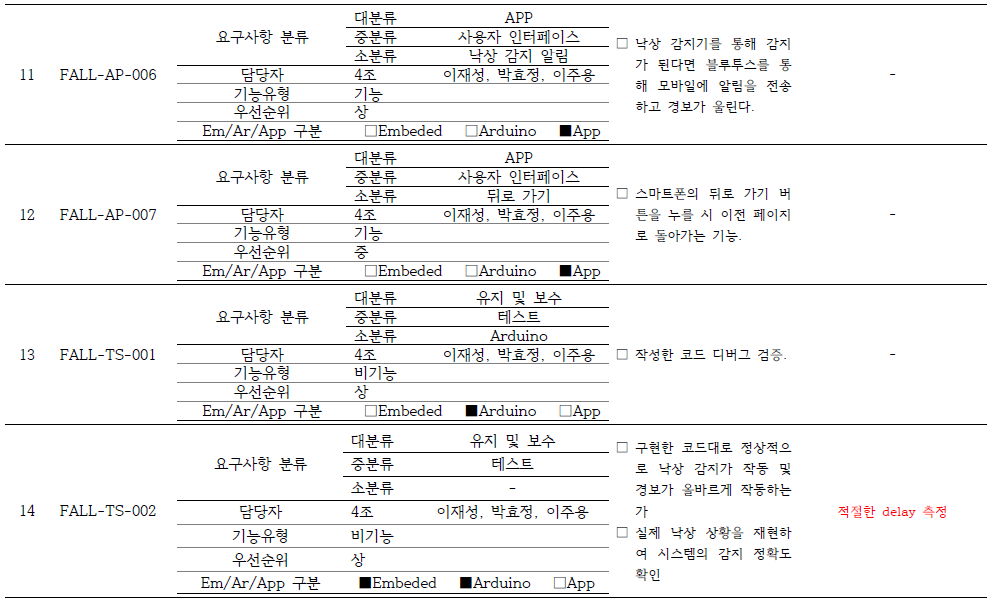 대분류 APP
요구사항 분류 중분류 사용자 인터페이스
소분류 낙상 감지 알림
11 FALL-AP-006 담당자 4조 이재성, 박효정, 이주용
기능유형 기능
우선순위 상
Em/Ar/App 구분 □Embeded □Arduino ■App
□ 낙상 감지기를 통해 감지
가 된다면 블루투스를 통
해 모바일에 알림을 전송
하고 경보가 울린다.
-
대분류 APP
요구사항 분류 중분류 사용자 인터페이스
소분류 뒤로 가기
12 FALL-AP-007 담당자 4조 이재성, 박효정, 이주용
기능유형 기능
우선순위 중
Em/Ar/App 구분 □Embeded □Arduino ■App
□ 스마트폰의 뒤로 가기 버
튼을 누를 시 이전 페이지
로 돌아가는 기능.
-
대분류 유지 및 보수
요구사항 분류 중분류 테스트
소분류 Arduino
13 FALL-TS-001 담당자 4조 이재성, 박효정, 이주용
기능유형 비기능
우선순위 상
Em/Ar/App 구분 □Embeded ■Arduino □App
□ 작성한 코드 디버그 검증.
-
대분류 유지 및 보수
요구사항 분류 중분류 테스트
소분류 -
14 FALL-TS-002 담당자 4조 이재성, 박효정, 이주용
기능유형 비기능
우선순위 상
Em/Ar/App 구분 ■Embeded ■Arduino □App
□ 구현한 코드대로 정상적으
로 낙상 감지가 작동 및
경보가 올바르게 작동하는
가
□ 실제 낙상 상황을 재현하
여 시스템의 감지 정확도
확인
적절한 delay 측정